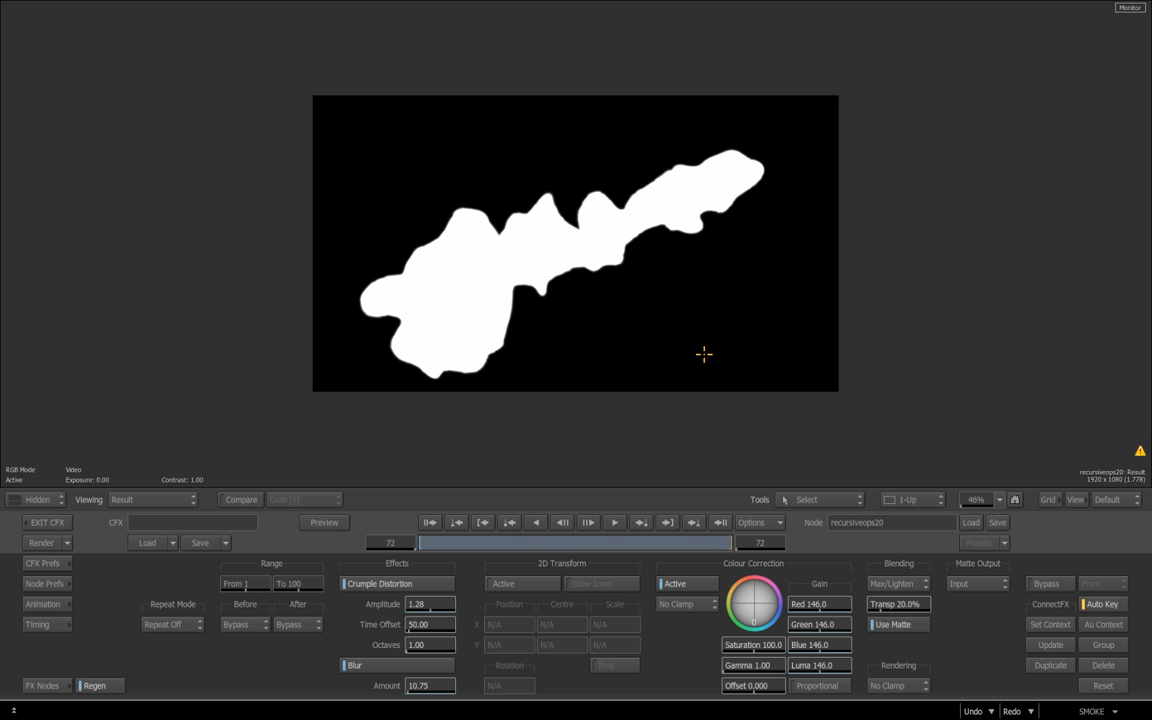 Monitor
RGB Mode Video
Active Exposure: 0.00 Contrast: 1.00
recursiveops20: Result
1920 x 1080 (1.778)
Hidden Viewing Result Compare Grab [1] Tools Select 1-Up 46% Grid View Default
EXIT CFX CFX Preview Options Node recursiveops20 Load Save
Render Load Save 72 72 Presets
CFX Prefs Range Effects 2D Transform Colour Correction Blending Matte Output
Node Prefs From 1 To 100 Crumple Distortion Active Show Icons Active Gain Max/Lighten Input Bypass Front
Animation Repeat Mode Before After Amplitude 1.28 Position Centre Scale No Clamp Red 146.0 Transp 20.0% ConnectFX Auto Key
Timing Repeat Off Bypass Bypass Time Offset 50.00 X N/A N/A N/A 0 Green 146.0 Use Matte Set Context Au Context
Octaves 1.00 Y N/A N/A N/A Saturation 100.0 Blue 146.0 Update Group
Blur Rotation Prop Gamma 1.00 Luma 146.0 Rendering Duplicate Delete
FX Nodes Regen Amount 10.75 N/A Offset 0.000 Proportional No Clamp Reset
Undo Redo SMOKE